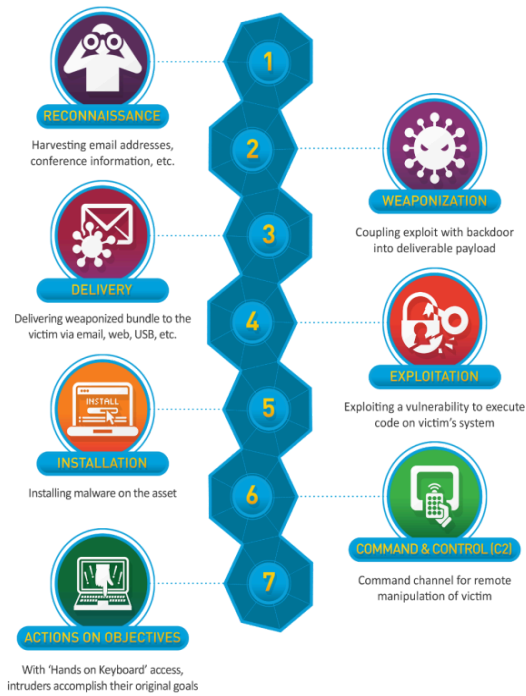 1
RECONNAISSANCE
Harvesting email addresses,
conference information, etc.
2
WEAPONIZATION
Coupling exploit with backdoor
into deliverable payload
3
DELIVERY
Delivering weaponized bundle to the
victim via email, web, USB, etc.
4
EXPLOITATION
Exploiting a vulnerability to execute
code on victim's system
5
INSTALL
INSTALLATION
Installing malware on the asset
6
COMMAND & CONTROL (C2)
Command channel for remote
manipulation of victim
7
ACTIONS ON OBJECTIVES
With 'Hands on Keyboard' access,
intruders accomplish their original goals